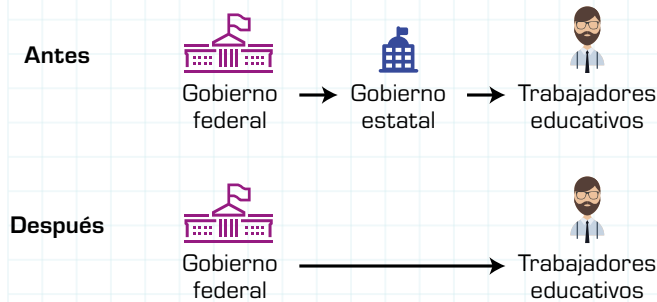 Antes
Gobierno federal → Gobierno estatal → Trabajadores educativos
Después
Gobierno federal → Trabajadores educativos